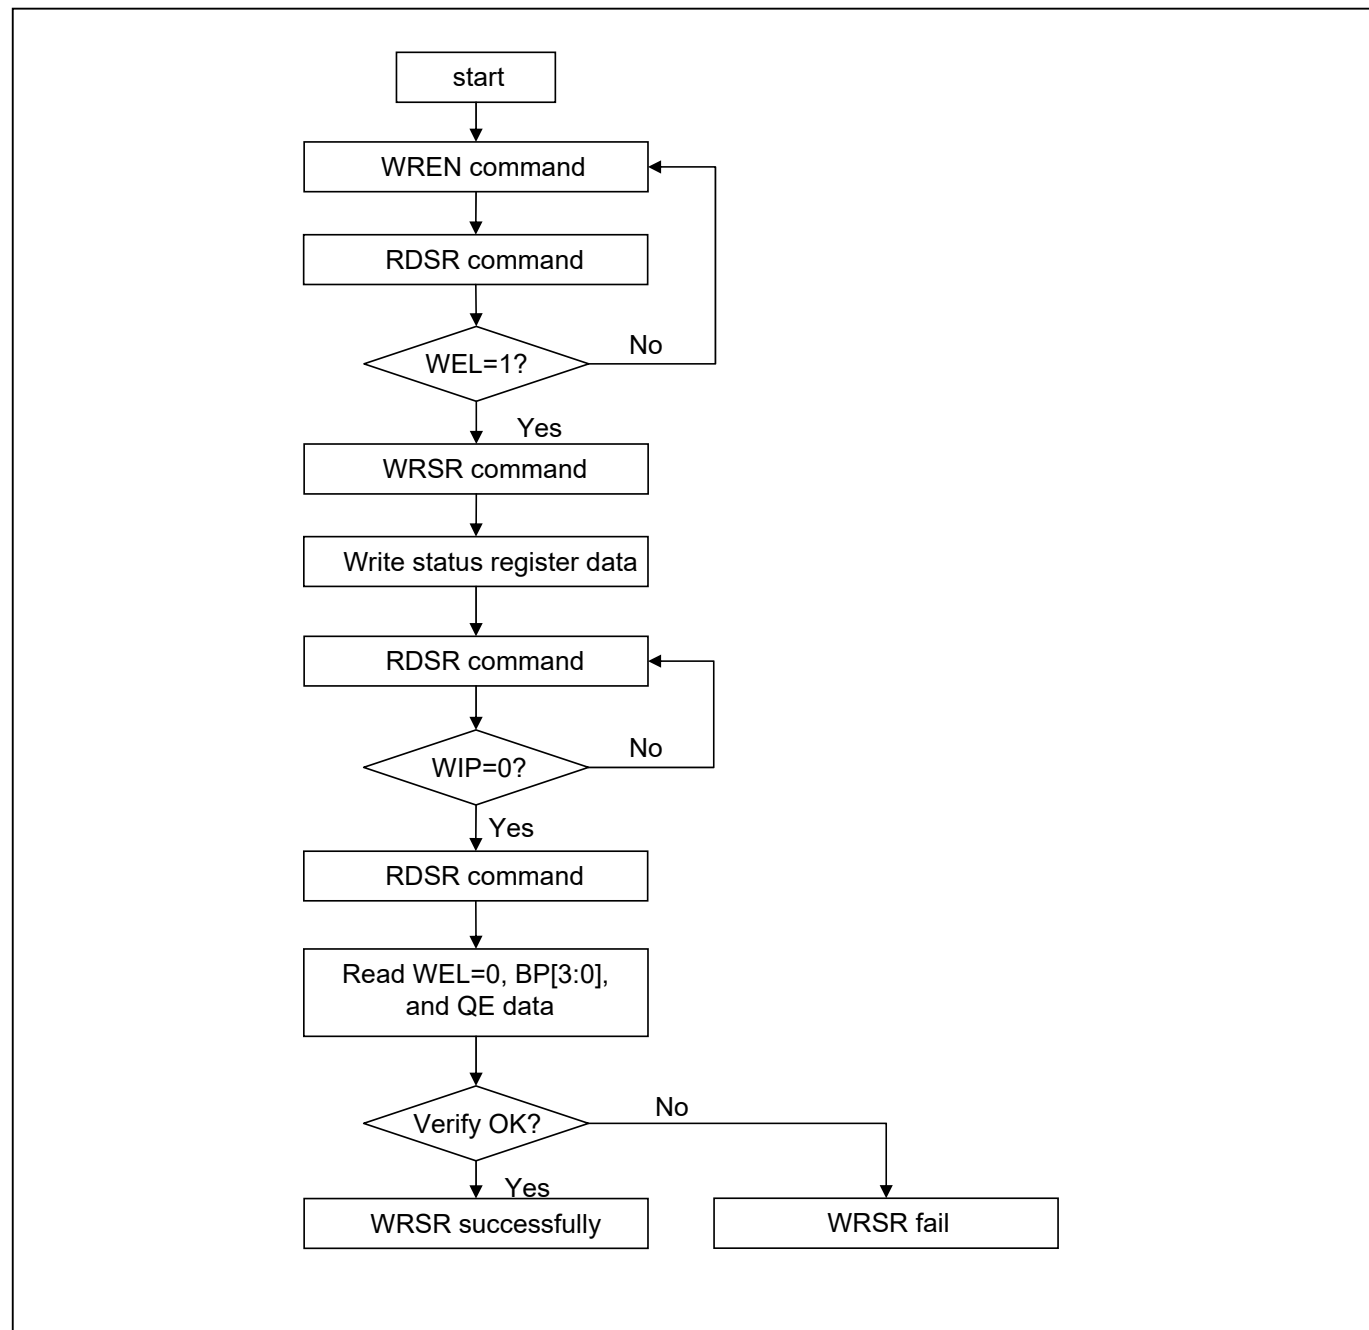 start
WREN command
RDSR command
WEL=1?
No
Yes
WRSR command
Write status register data
RDSR command
WIP=0?
No
Yes
RDSR command
Read WEL=0, BP[3:0],
and QE data
Verify OK?
No
Yes
WRSR successfully
WRSR fail